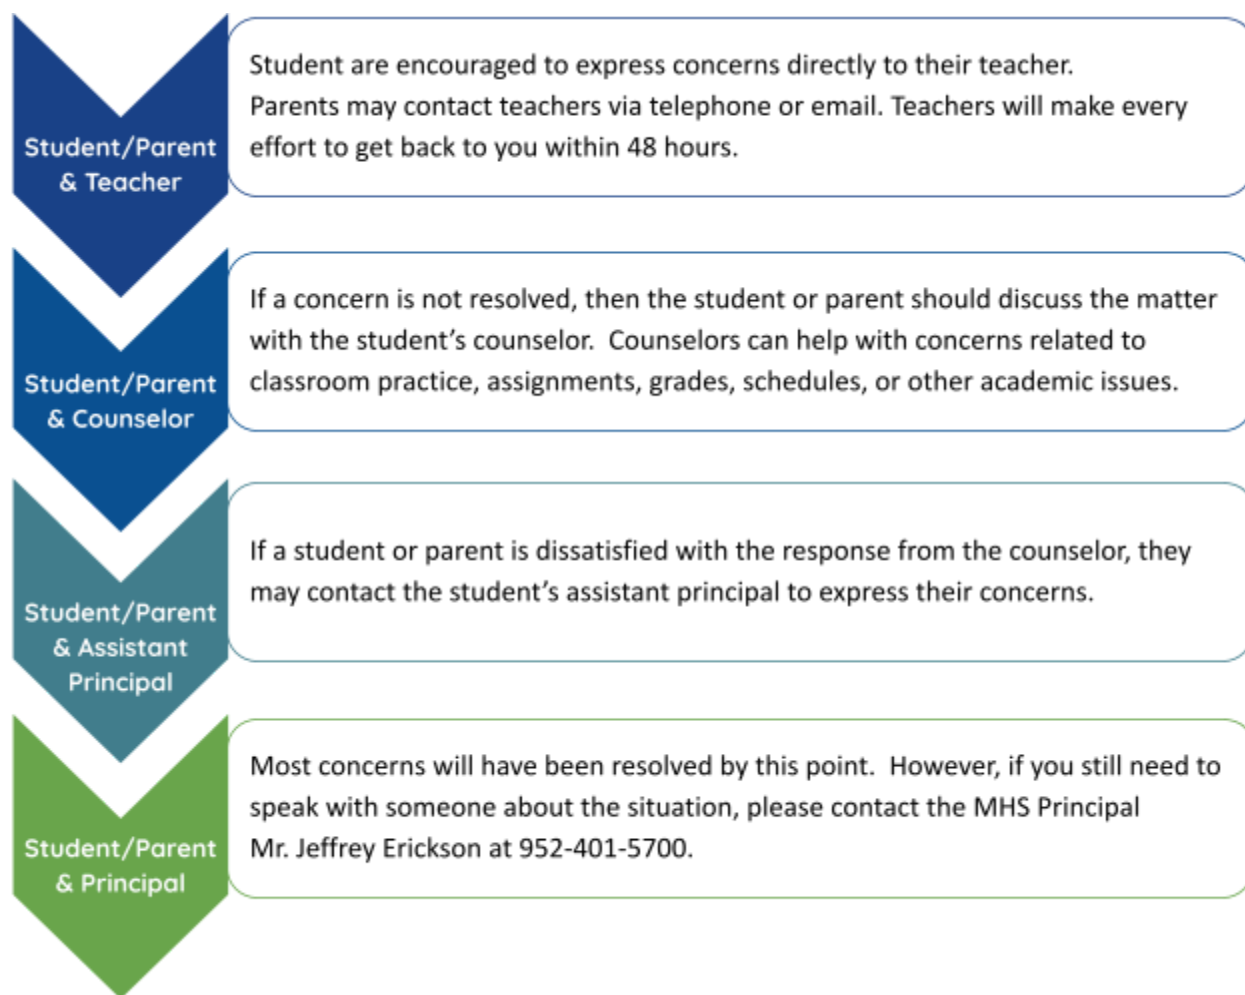 Student/Parent
& Teacher
Student are encouraged to express concerns directly to their teacher.
Parents may contact teachers via telephone or email. Teachers will make every
effort to get back to you within 48 hours.
Student/Parent
& Counselor
If a concern is not resolved, then the student or parent should discuss the matter
with the student’s counselor.  Counselors can help with concerns related to
classroom practice, assignments, grades, schedules, or other academic issues.
Student/Parent
& Assistant
Principal
If a student or parent is dissatisfied with the response from the counselor, they
may contact the student’s assistant principal to express their concerns.
Student/Parent
& Principal
Most concerns will have been resolved by this point.  However, if you still need to
speak with someone about the situation, please contact the MHS Principal
Mr. Jeffrey Erickson at 952-401-5700.